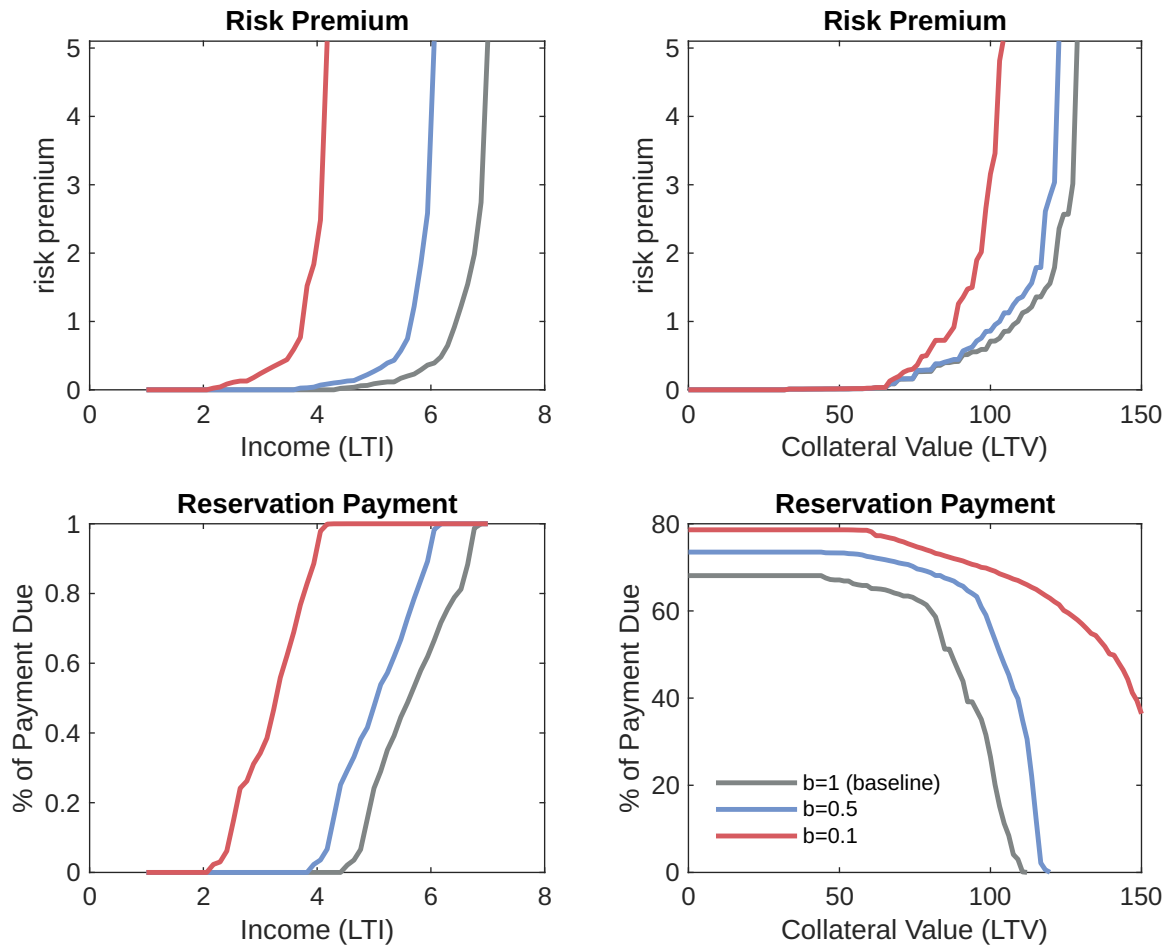 Risk Premium
risk premium
5
4
3
2
1
0
0 2 4 6 8
Income (LTI)
Risk Premium
risk premium
5
4
3
2
1
0
0 50 100 150
Collateral Value (LTV)
Reservation Payment
% of Payment Due
1
0.8
0.6
0.4
0.2
0
0 2 4 6 8
Income (LTI)
Reservation Payment
% of Payment Due
80
60
40
20
0
b=1 (baseline)
b=0.5
b=0.1
0 50 100 150
Collateral Value (LTV)